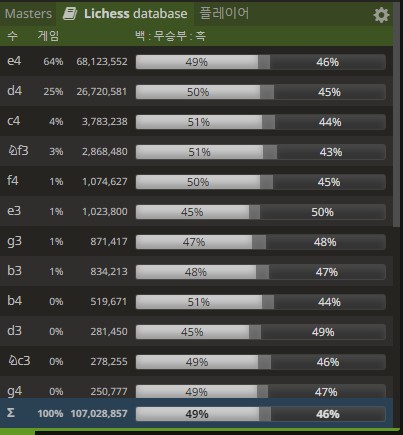 Masters Lichess database 플레이어
수 게임 백 : 무승부 : 흑
e4 64% 68,123,552 49% 46%
d4 25% 26,720,581 50% 45%
c4 4% 3,783,238 51% 44%
♘f3 3% 2,868,480 51% 43%
f4 1% 1,074,627 50% 45%
e3 1% 1,023,800 45% 50%
g3 1% 871,417 47% 48%
b3 1% 834,213 48% 47%
b4 0% 519,671 51% 44%
d3 0% 281,450 45% 49%
♘c3 0% 278,255 49% 46%
g4 0% 250,777 49% 47%
Σ 100% 107,028,857 49% 46%